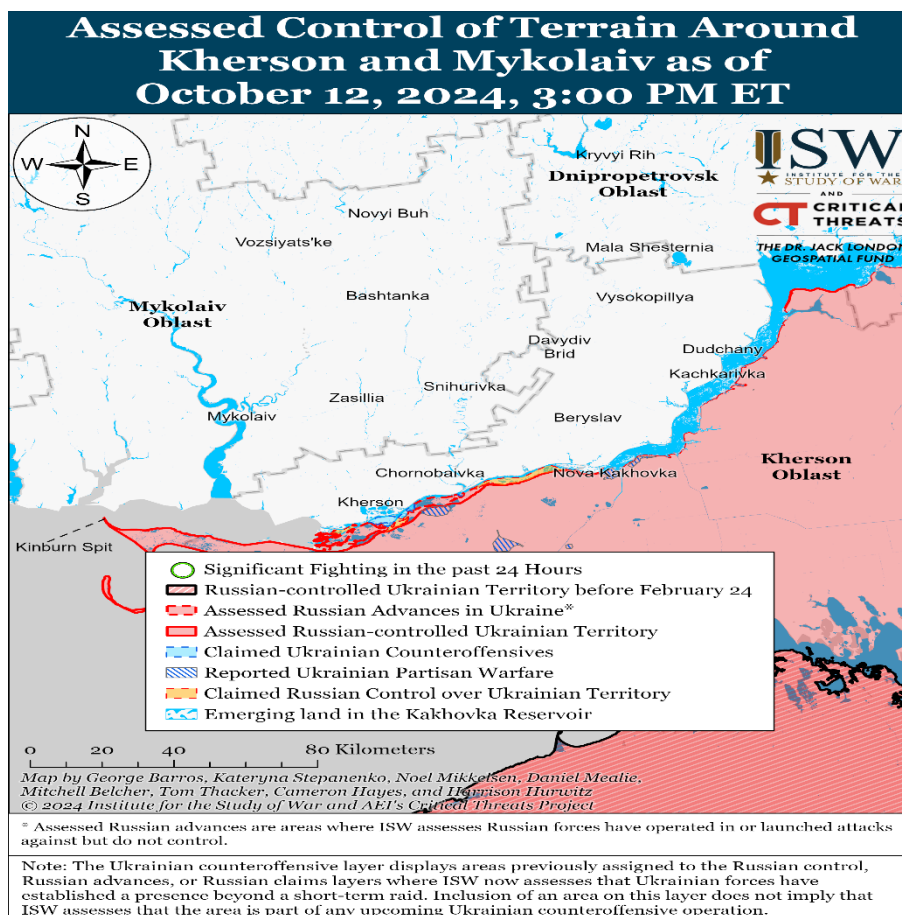 Assessed Control of Terrain Around
Kherson and Mykolaiv as of
October 12, 2024, 3:00 PM ET
N
W E
S
ISW
INSTITUTE FOR THE
STUDY OF WAR
AND
CT CRITICAL
THREATS
THE DR. JACK LONDON
GEOSPATIAL FUND
Kryvyi Rih
Dnipropetrovsk
Oblast
Novyi Buh
Vozsiyats'ke
Mala Shesternia
Bashtanka
Vysokopillya
Mykolaiv
Oblast
Davydiv
Brid
Dudchany
Kachkarivka
Snihurivka
Zasillia
Mykolaiv
Beryslav
Kherson
Oblast
Chornobaivka
Nova Kakhovka
Kherson
Kinburn Spit
Significant Fighting in the past 24 Hours
Russian-controlled Ukrainian Territory before February 24
Assessed Russian Advances in Ukraine*
Assessed Russian-controlled Ukrainian Territory
Claimed Ukrainian Counteroffensives
Reported Ukrainian Partisan Warfare
Claimed Russian Control over Ukrainian Territory
Emerging land in the Kakhovka Reservoir
0 20 40 80 Kilometers
Map by George Barros, Kateryna Stepanenko, Noel Mikkelsen, Daniel Mealie,
Mitchell Belcher, Tom Thacker, Cameron Hayes, and Harrison Hurwitz
© 2024 Institute for the Study of War and AEI's Critical Threats Project
* Assessed Russian advances are areas where ISW assesses Russian forces have operated in or launched attacks
against but do not control.
Note: The Ukrainian counteroffensive layer displays areas previously assigned to the Russian control,
Russian advances, or Russian claims layers where ISW now assesses that Ukrainian forces have
established a presence beyond a short-term raid. Inclusion of an area on this layer does not imply that
ISW assesses that the area is part of any upcoming Ukrainian counteroffensive operation.